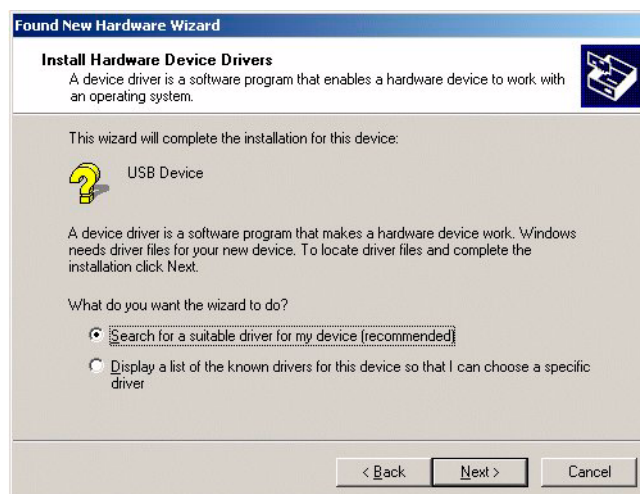 Found New Hardware Wizard
Install Hardware Device Drivers
A device driver is a software program that enables a hardware device to work with
an operating system.
This wizard will complete the installation for this device:
USB Device
A device driver is a software program that makes a hardware device work. Windows
needs driver files for your new device. To locate driver files and complete the
installation click Next.
What do you want the wizard to do?
Search for a suitable driver for my device (recommended)
Display a list of the known drivers for this device so that I can choose a specific
driver
< Back
Next >
Cancel